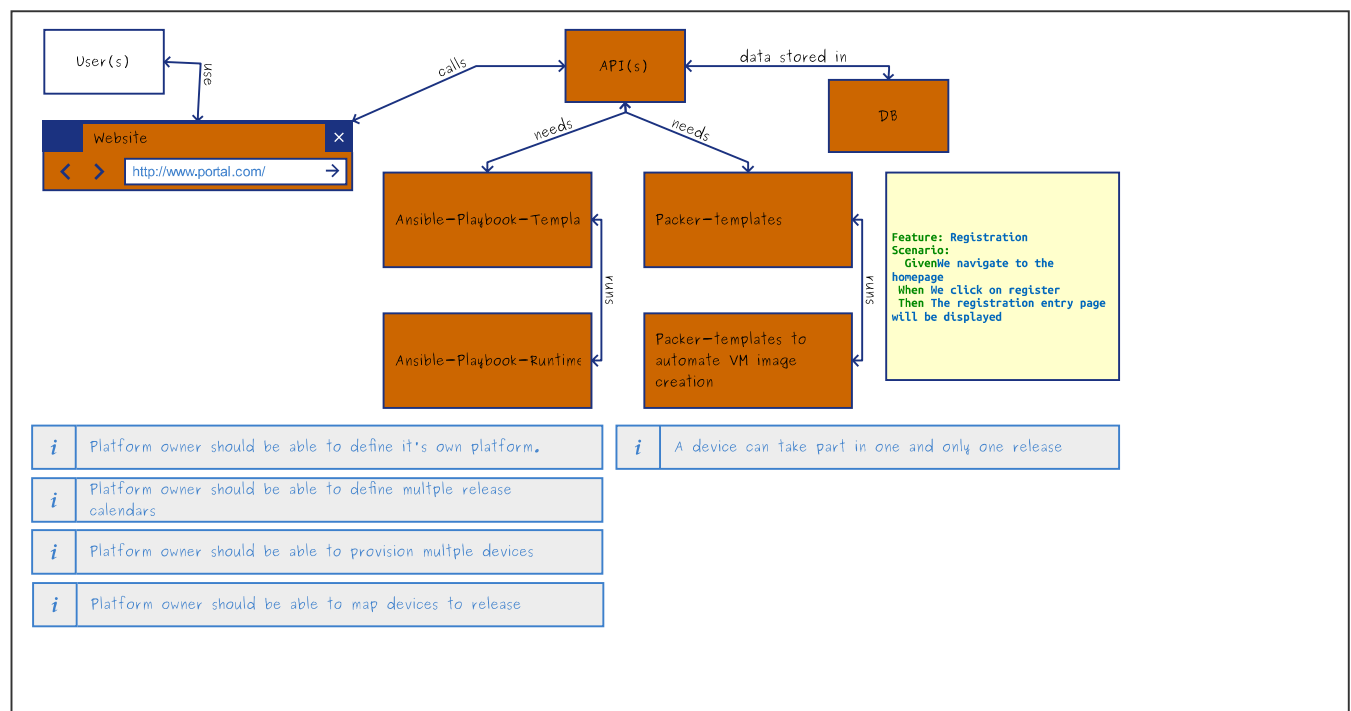 User(s)
use
Website
http://www.portal.com/
calls
API(s)
data stored in
DB
needs
needs
Ansible-Playbook-Templa
Packer-templates
runs
runs
Ansible-Playbook-Runtime
Packer-templates to
automate VM image
creation
Feature: Registration
Scenario:
GivenWe navigate to the
homepage
When We click on register
Then The registration entry page
will be displayed
Platform owner should be able to define it's own platform.
A device can take part in one and only one release
Platform owner should be able to define multple release
calendars
Platform owner should be able to provision multple devices
Platform owner should be able to map devices to release